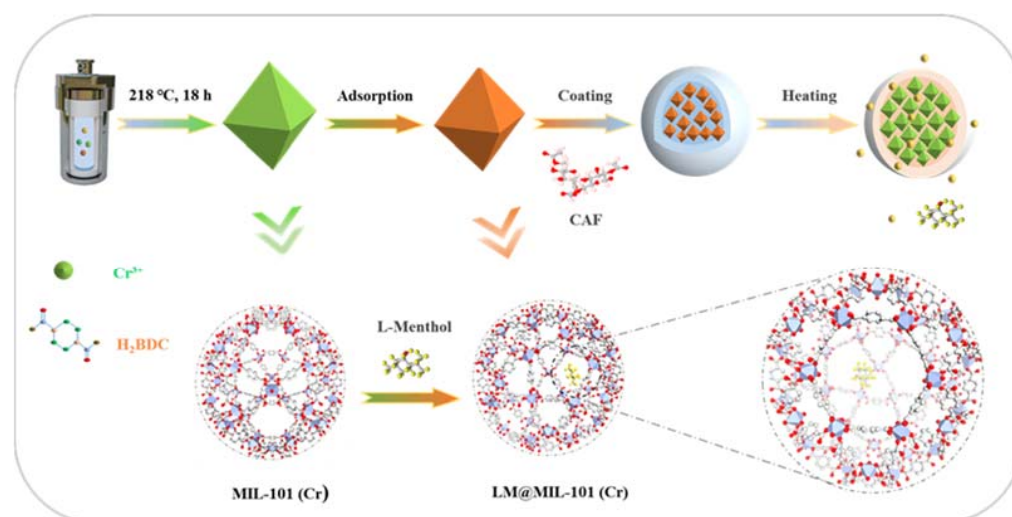 218 ℃, 18 h
Adsorption
Coating
Heating
CAF
Cr³⁺
H₂BDC
L-Menthol
MIL-101 (Cr)
LM@MIL-101 (Cr)